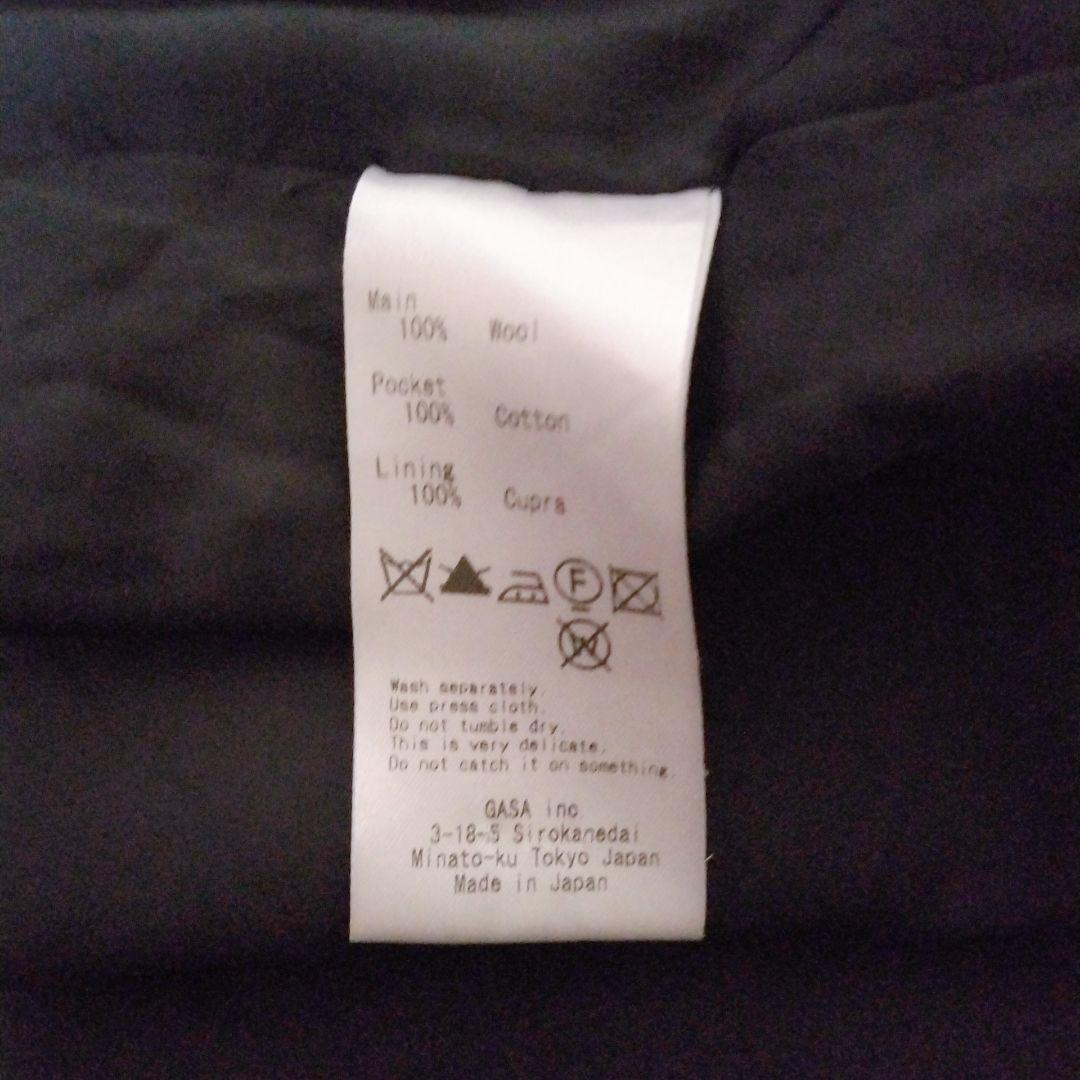 Main
100% Wool
Pocket
100% Cotton
Lining
100% Cupra
F
W
Wash separately.
Use press cloth.
Do not tumble dry.
This is very delicate.
Do not catch it on something.
GASA inc.
3-18-5 Sirokanedai
Minato-ku Tokyo Japan
Made in Japan